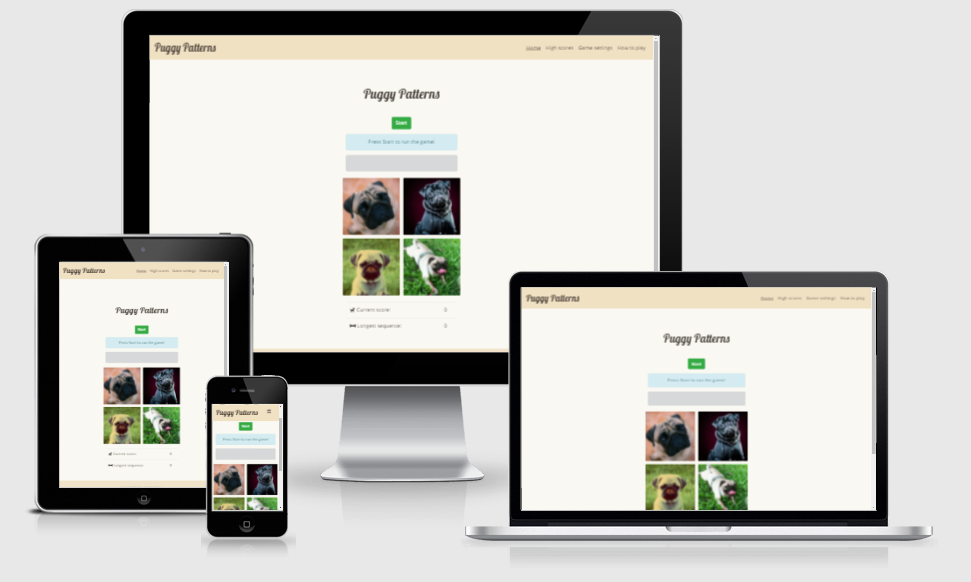 Puggy Patterns
Home High scores Game settings How to play
Puggy Patterns
Start
Press Start to run the game!
Current score: 0
Longest sequence: 0
Puggy Patterns
Home High scores Game settings How to play
Puggy Patterns
Start
Press Start to run the game!
Current score: 0
Longest sequence: 0
Puggy Patterns
Start
Press Start to run the game!
Puggy Patterns
Home High scores Game settings How to play
Puggy Patterns
Start
Press Start to run the game!